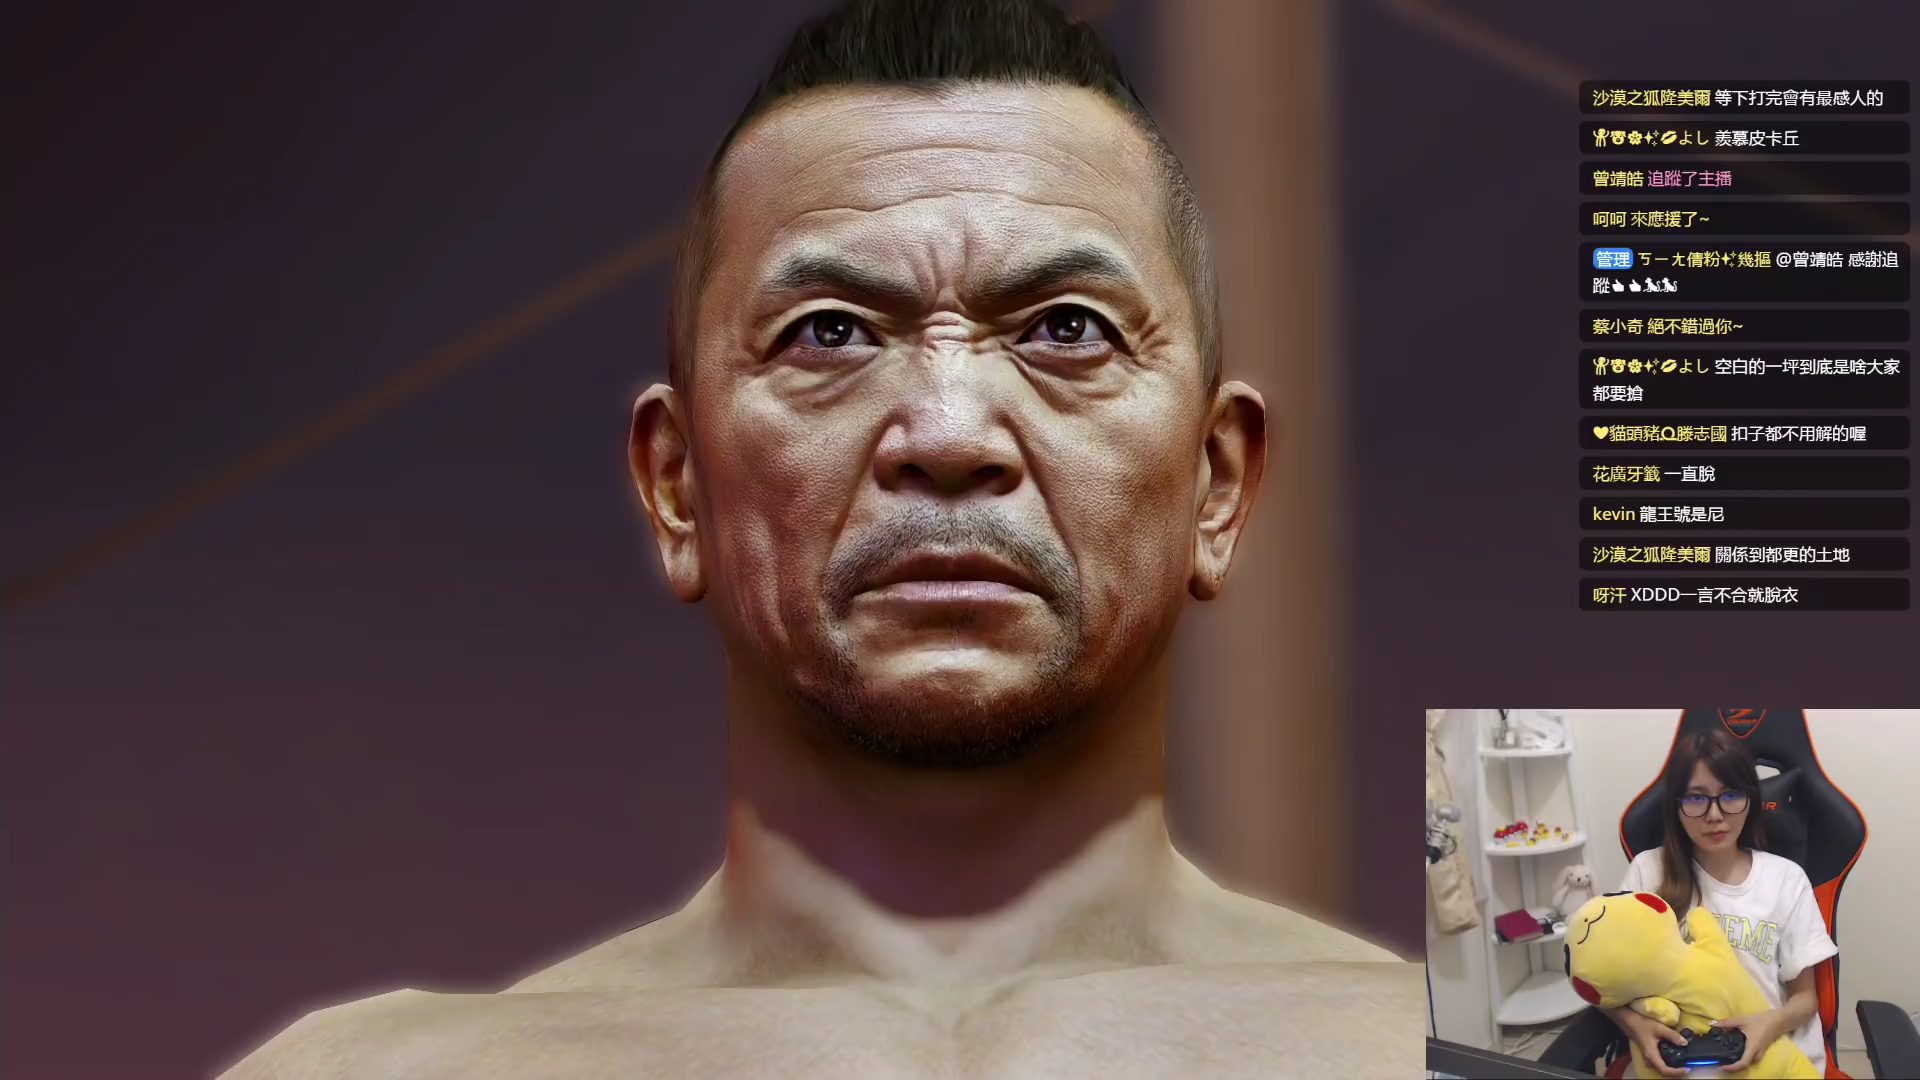 沙漠之狐隆美爾 等下打完會有最感人的
よし 羨慕皮卡丘
曾靖皓 追蹤了主播
呵呵 來應援了~
管理 ㄎㄧㄤ倩粉✨幾摳 @曾靖皓 感謝追
蹤
蔡小奇 絕不錯過你~
よし 空白的一坪到底是啥大家
都要搶
貓頭豬滕志國 扣子都不用解的喔
花廣牙籤 一直脫
kevin 龍王號是尼
沙漠之狐隆美爾 關係到都更的土地
呀汗 XDDD一言不合就脫衣